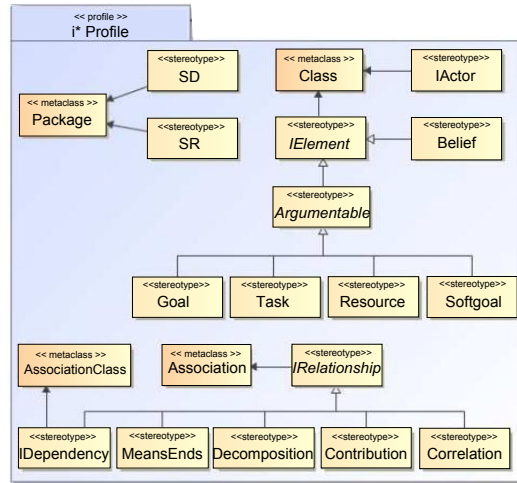 << profile >>
i* Profile
<<stereotype>>
SD
<< metaclass >>
Class
<<stereotype>>
IActor
<< metaclass >>
Package
<<stereotype>>
SR
<<stereotype>>
IElement
<<stereotype>>
Belief
<<stereotype>>
Argumentable
<<stereotype>>
Goal
<<stereotype>>
Task
<<stereotype>>
Resource
<<stereotype>>
Softgoal
<< metaclass >>
AssociationClass
<< metaclass >>
Association
<<stereotype>>
IRelationship
<<stereotype>>
IDependency
<<stereotype>>
MeansEnds
<<stereotype>>
Decomposition
<<stereotype>>
Contribution
<<stereotype>>
Correlation